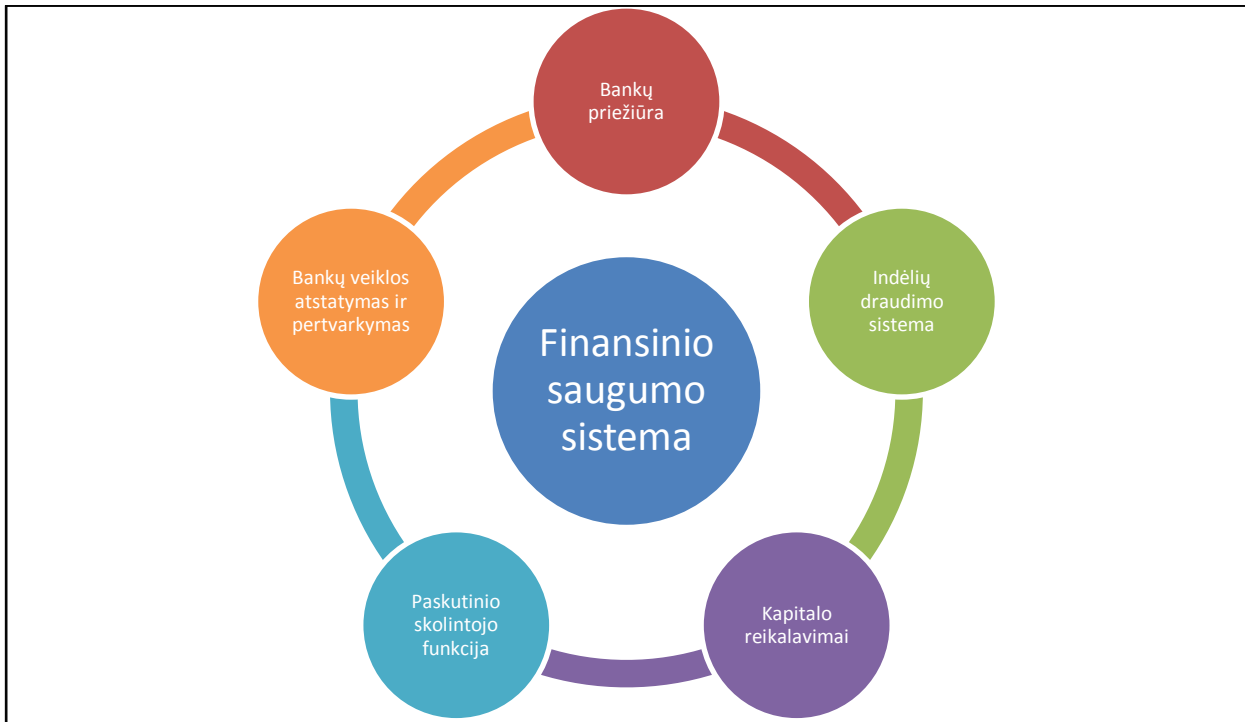 Bankų
priežiūra
Indėlių
draudimo
sistema
Kapitalo
reikalavimai
Paskutinio
skolintojo
funkcija
Bankų veiklos
atstatymas ir
pertvarkymas
Finansinio
saugumo
sistema